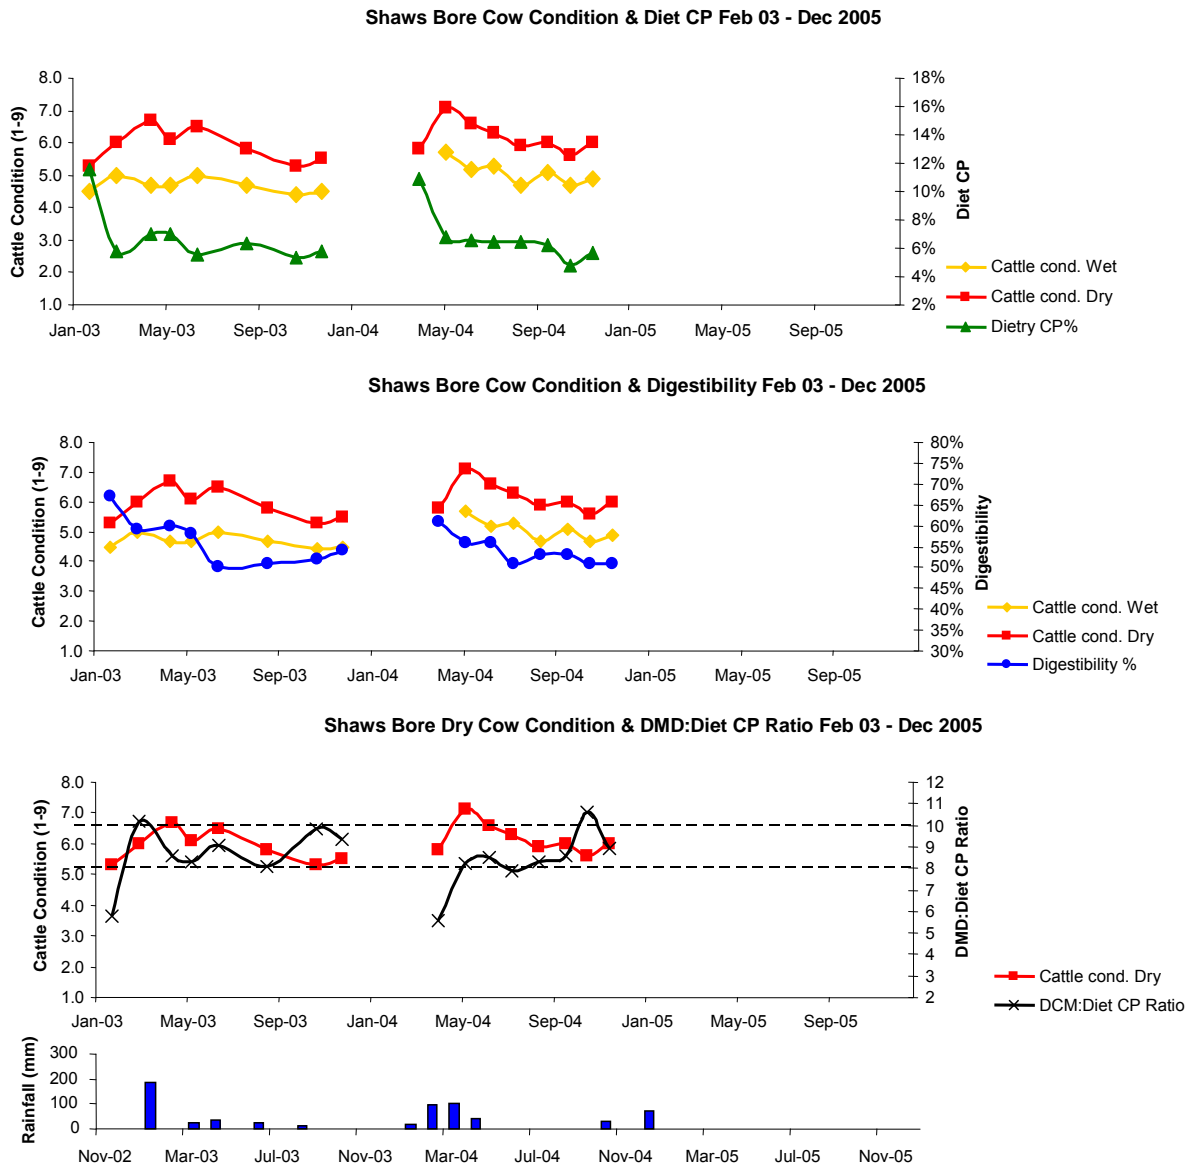 Shaws Bore Cow Condition & Diet CP Feb 03 - Dec 2005
Cattle Condition (1-9)
8.0
7.0
6.0
5.0
4.0
3.0
2.0
1.0
18%
16%
14%
12%
10%
8%
6%
4%
2%
Diet CP
Jan-03 May-03 Sep-03 Jan-04 May-04 Sep-04 Jan-05 May-05 Sep-05
Cattle cond. Wet
Cattle cond. Dry
Dietry CP%
Shaws Bore Cow Condition & Digestibility Feb 03 - Dec 2005
Cattle Condition (1-9)
8.0
7.0
6.0
5.0
4.0
3.0
2.0
1.0
80%
75%
70%
65%
60%
55%
50%
45%
40%
35%
30%
Digestibility
Jan-03 May-03 Sep-03 Jan-04 May-04 Sep-04 Jan-05 May-05 Sep-05
Cattle cond. Wet
Cattle cond. Dry
Digestibility %
Shaws Bore Dry Cow Condition & DMD:Diet CP Ratio Feb 03 - Dec 2005
Cattle Condition (1-9)
8.0
7.0
6.0
5.0
4.0
3.0
2.0
1.0
12
11
10
9
8
7
6
5
4
3
2
DMD:Diet CP Ratio
Jan-03 May-03 Sep-03 Jan-04 May-04 Sep-04 Jan-05 May-05 Sep-05
Cattle cond. Dry
DCM:Diet CP Ratio
Rainfall (mm)
300
200
100
0
Nov-02 Mar-03 Jul-03 Nov-03 Mar-04 Jul-04 Nov-04 Mar-05 Jul-05 Nov-05